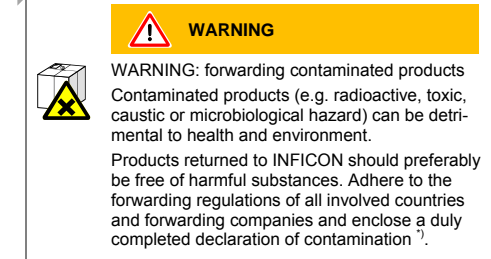 WARNING
WARNING: forwarding contaminated products
Contaminated products (e.g. radioactive, toxic,
caustic or microbiological hazard) can be detri-
mental to health and environment.
Products returned to INFICON should preferably
be free of harmful substances. Adhere to the
forwarding regulations of all involved countries
and forwarding companies and enclose a duly
completed declaration of contamination *).